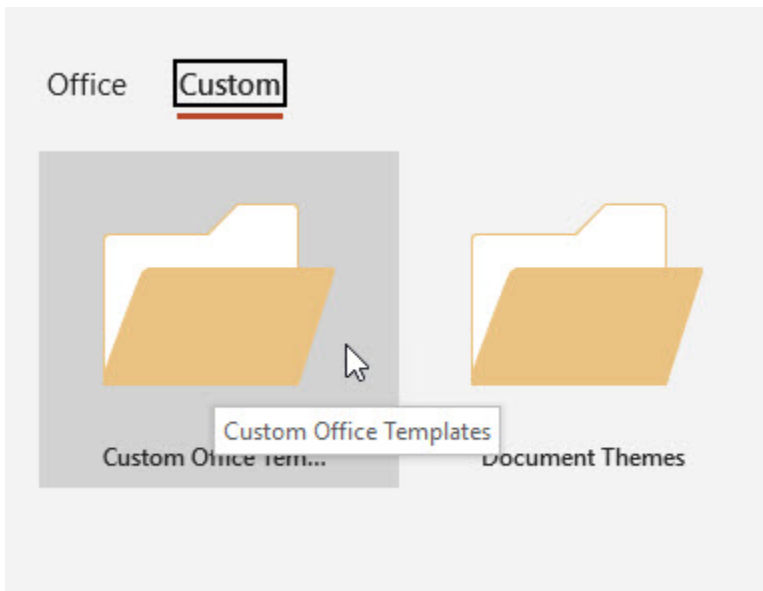 Office Custom
Custom Office Templates
Custom Office Tem...
Document Themes